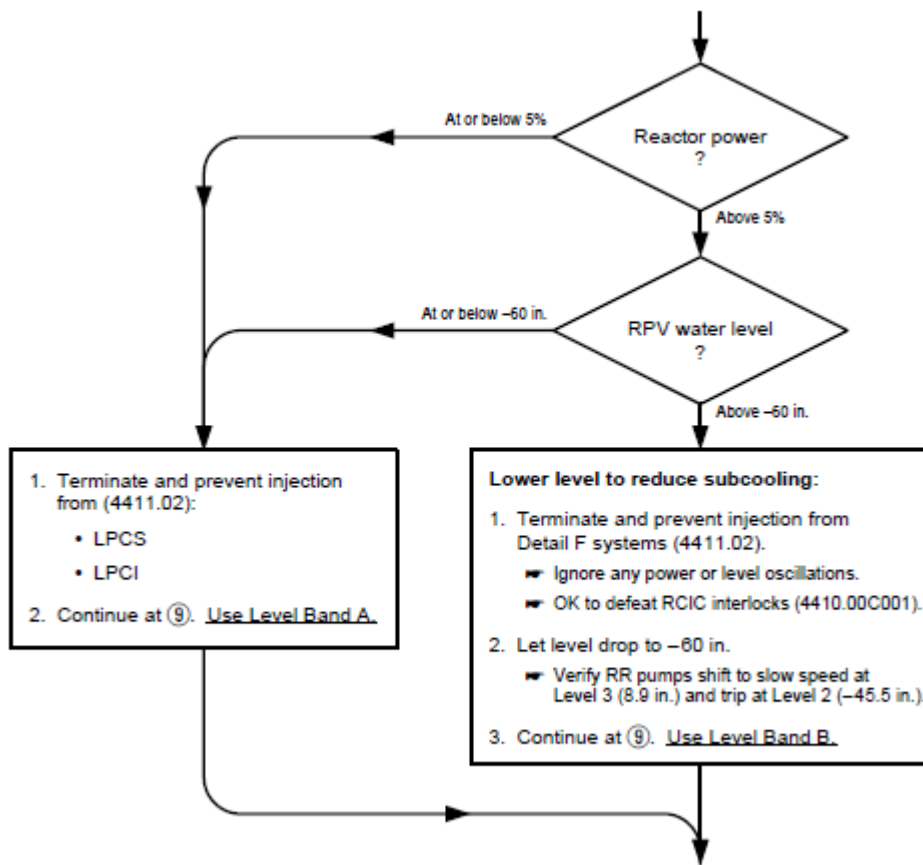 Reactor power
?
At or below 5%
Above 5%
RPV water level
?
At or below –60 in.
Above –60 in.
1. Terminate and prevent injection
from (4411.02):
• LPCS
• LPCI
2. Continue at ⑨. Use Level Band A.
Lower level to reduce subcooling:
1. Terminate and prevent injection from
Detail F systems (4411.02).
☛ Ignore any power or level oscillations.
☛ OK to defeat RCIC interlocks (4410.00C001).
2. Let level drop to –60 in.
☛ Verify RR pumps shift to slow speed at
Level 3 (8.9 in.) and trip at Level 2 (–45.5 in.).
3. Continue at ⑨. Use Level Band B.